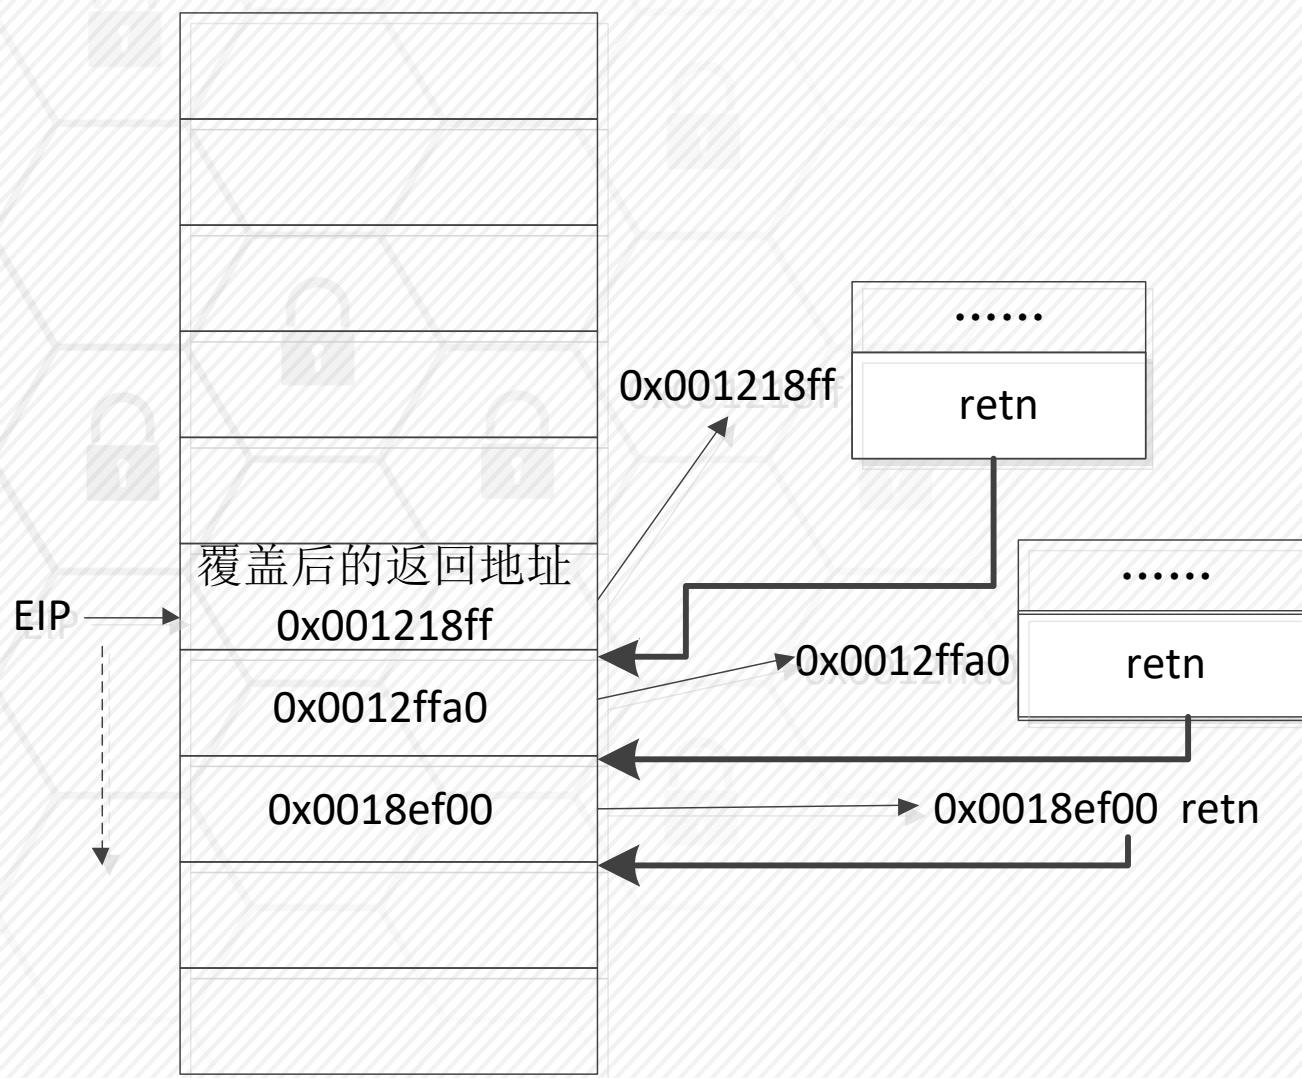 ……
0x001218ff
retn
覆盖后的返回地址
EIP
0x001218ff
……
0x0012ffa0
retn
0x0012ffa0
0x0018ef00
0x0018ef00 retn